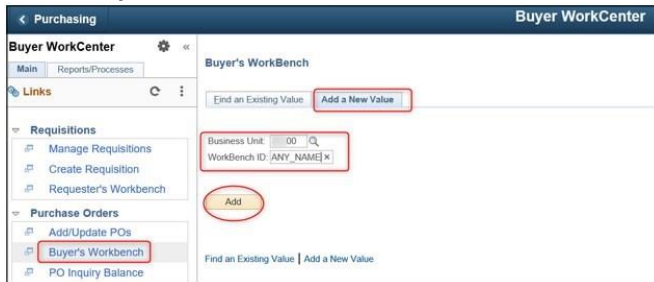 Purchasing
Buyer WorkCenter
Buyer WorkCenter
Main
Reports/Processes
Links
Requisitions
Manage Requisitions
Create Requisition
Requester's Workbench
Purchase Orders
Add/Update POs
Buyer's Workbench
PO Inquiry Balance
Buyer's WorkBench
Find an Existing Value
Add a New Value
Business Unit: 00
WorkBench ID: ANY_NAME
Add
Find an Existing Value | Add a New Value